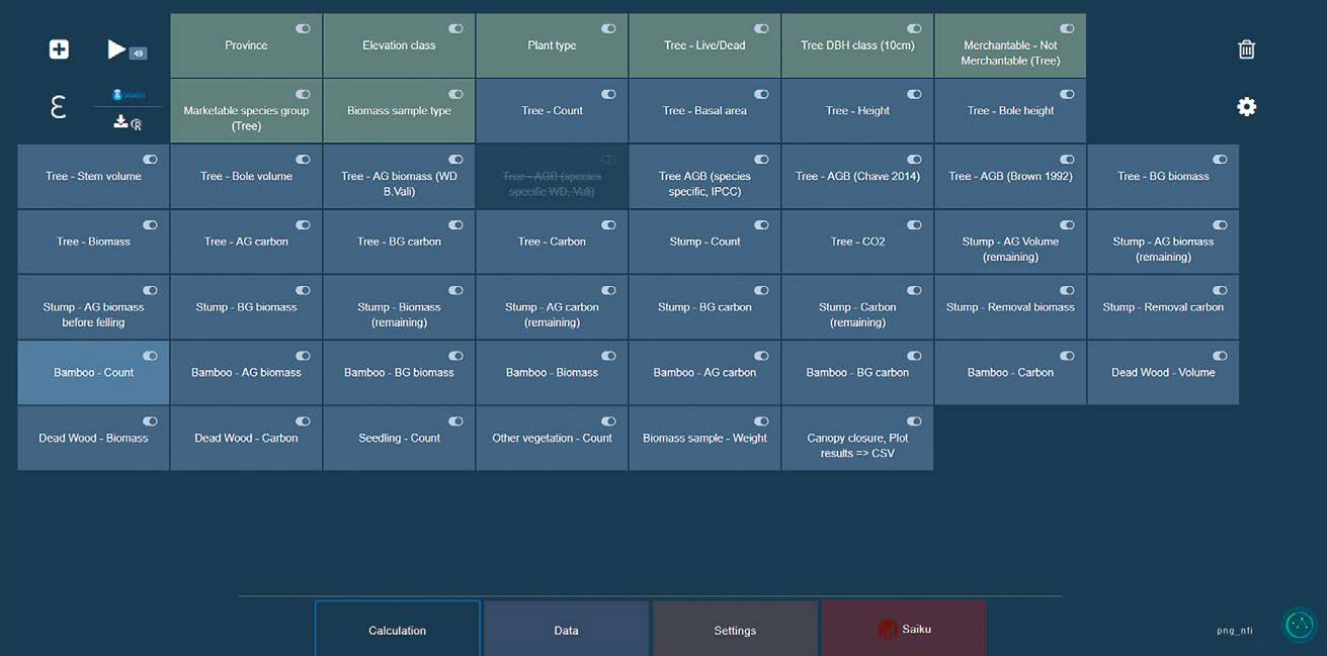 49
Province
Elevation class
Plant type
Tree - Live/Dead
Tree DBH class (10cm)
Merchantable - Not
Merchantable (Tree)
Marketable species group
(Tree)
Biomass sample type
Tree - Count
Tree - Basal area
Tree - Height
Tree - Bole height
Tree - Stem volume
Tree - Bole volume
Tree - AG biomass (WD
B.Vali)
Tree - AGB (species
specific WD, Vali)
Tree AGB (species
specific, IPCC)
Tree - AGB (Chave 2014)
Tree - AGB (Brown 1992)
Tree - BG biomass
Tree - Biomass
Tree - AG carbon
Tree - BG carbon
Tree - Carbon
Stump - Count
Tree - CO2
Stump - AG Volume
(remaining)
Stump - AG biomass
(remaining)
Stump - AG biomass
before felling
Stump - BG biomass
Stump - Biomass
(remaining)
Stump - AG carbon
(remaining)
Stump - BG carbon
Stump - Carbon
(remaining)
Stump - Removal biomass
Stump - Removal carbon
Bamboo - Count
Bamboo - AG biomass
Bamboo - BG biomass
Bamboo - Biomass
Bamboo - AG carbon
Bamboo - BG carbon
Bamboo - Carbon
Dead Wood - Volume
Dead Wood - Biomass
Dead Wood - Carbon
Seedling - Count
Other vegetation - Count
Biomass sample - Weight
Canopy closure, Plot
results => CSV
Calculation
Data
Settings
Saiku
png_nfi